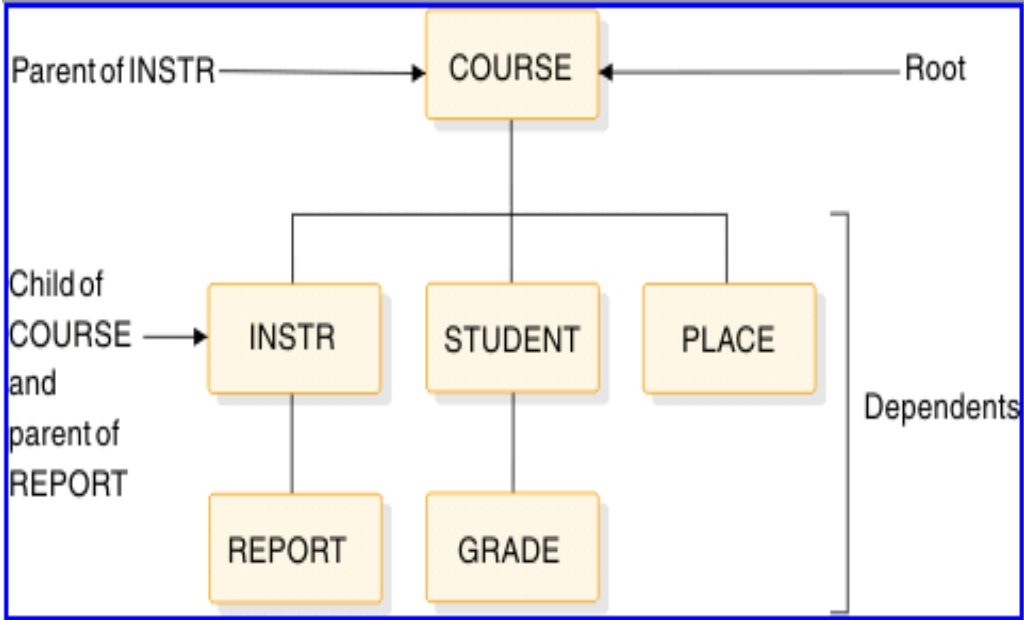 Parent of INSTR
COURSE
Root
Child of
COURSE
and
parent of
REPORT
INSTR
STUDENT
PLACE
Dependents
REPORT
GRADE